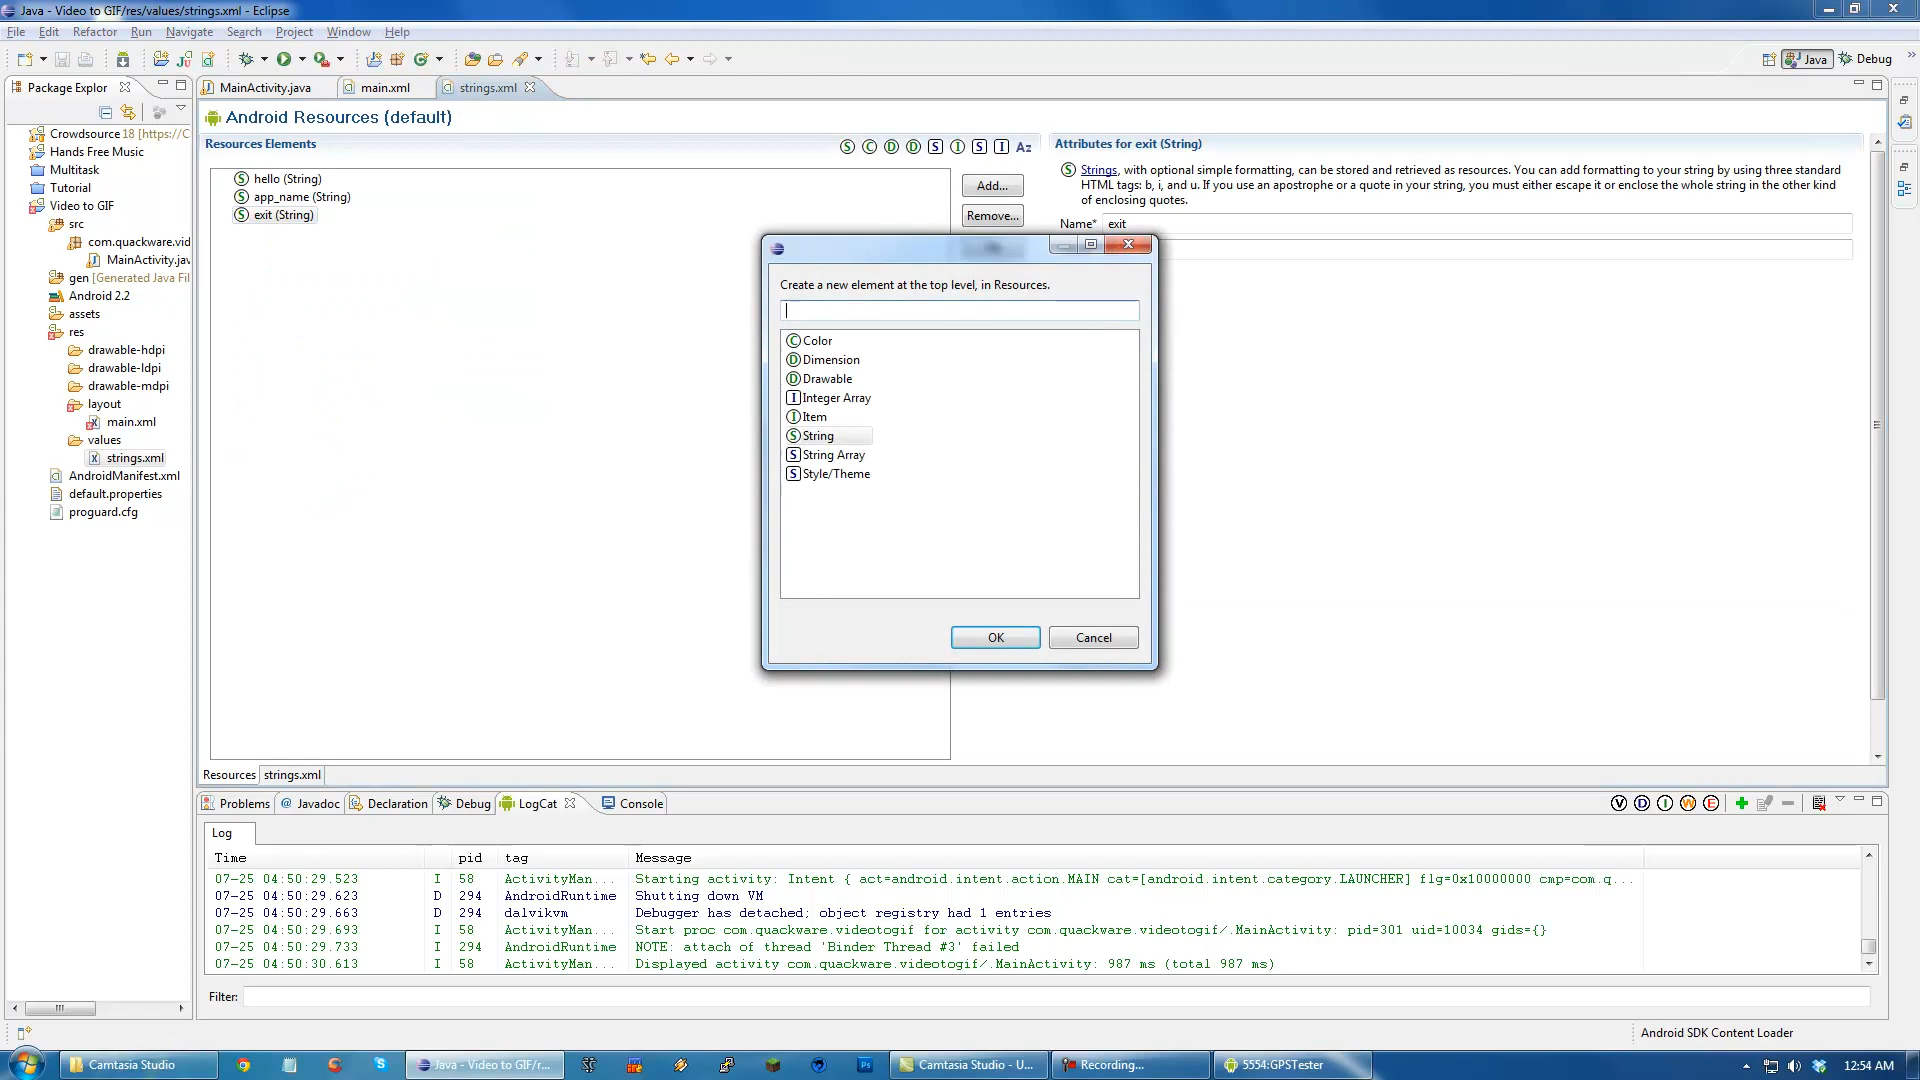 Java - Video to GIF/res/values/strings.xml - Eclipse
File Edit Refactor Run Navigate Search Project Window Help
Java
Debug
Package Explor
MainActivity.java
main.xml
strings.xml
Android Resources (default)
Resources Elements
S C D D S I S I Az
hello (String)
app_name (String)
exit (String)
Add...
Remove...
Attributes for exit (String)
Strings, with optional simple formatting, can be stored and retrieved as resources. You can add formatting to your string by using three standard
HTML tags: b, i, and u. If you use an apostrophe or a quote in your string, you must either escape it or enclose the whole string in the other kind
of enclosing quotes.
Name* exit
Crowdsource 18 [https://C
Hands Free Music
Multitask
Tutorial
Video to GIF
src
com.quackware.vid
MainActivity.jav
gen [Generated Java Fil
Android 2.2
assets
res
drawable-hdpi
drawable-ldpi
drawable-mdpi
layout
main.xml
values
strings.xml
AndroidManifest.xml
default.properties
proguard.cfg
Create a new element at the top level, in Resources.
C Color
D Dimension
D Drawable
I Integer Array
I Item
S String
S String Array
S Style/Theme
OK
Cancel
Resources strings.xml
Problems @ Javadoc Declaration Debug LogCat Console
V D I W E
Log
Time pid tag Message
07-25 04:50:29.523 I 58 ActivityMan... Starting activity: Intent { act=android.intent.action.MAIN cat=[android.intent.category.LAUNCHER] flg=0x10000000 cmp=com.q...
07-25 04:50:29.623 D 294 AndroidRuntime Shutting down VM
07-25 04:50:29.663 D 294 dalvikvm Debugger has detached; object registry had 1 entries
07-25 04:50:29.693 I 58 ActivityMan... Start proc com.quackware.videotogif for activity com.quackware.videotogif/.MainActivity: pid=301 uid=10034 gids={}
07-25 04:50:29.733 I 294 AndroidRuntime NOTE: attach of thread 'Binder Thread #3' failed
07-25 04:50:30.613 I 58 ActivityMan... Displayed activity com.quackware.videotogif/.MainActivity: 987 ms (total 987 ms)
Filter:
Android SDK Content Loader
Camtasia Studio
Java - Video to GIF/r...
Camtasia Studio - U...
Recording...
5554:GPSTester
12:54 AM